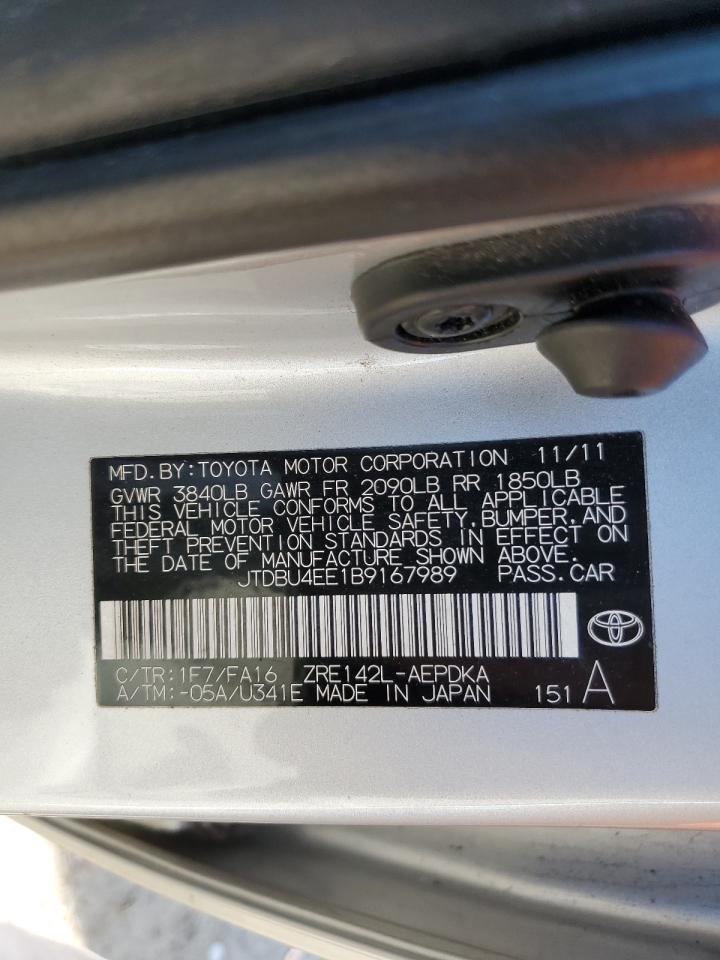 MFD.BY:TOYOTA MOTOR CORPORATION 11/11
GVWR 3840LB GAWR FR 2090LB RR 1850LB
THIS VEHICLE CONFORMS TO ALL APPLICABLE
FEDERAL MOTOR VEHICLE SAFETY,BUMPER,AND
THEFT PREVENTION STANDARDS IN EFFECT ON
THE DATE OF MANUFACTURE SHOWN ABOVE.
JTDBU4EE1B9167989 PASS.CAR
C/TR:1F7/FA16 ZRE142L-AEPDKA
A/TM:-05A/U341E MADE IN JAPAN 151 A